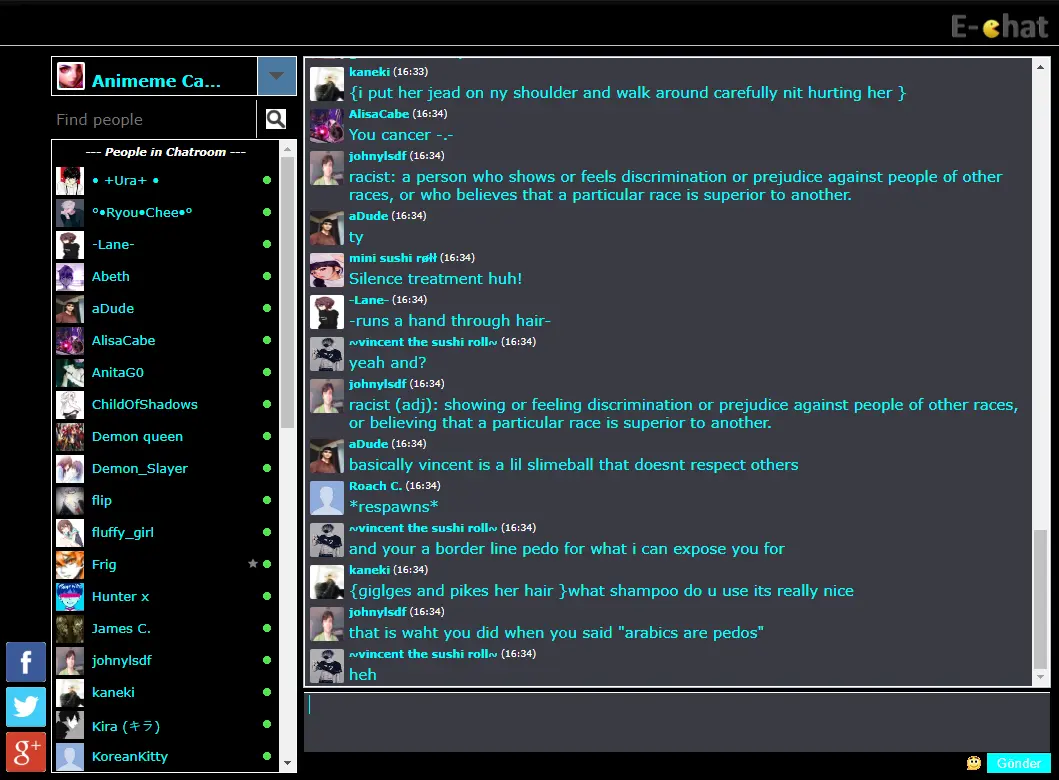 E-chat
Animeme Ca...
Find people
--- People in Chatroom ---
• +Ura+ •
º•Ryou•Chee•º
-Lane-
Abeth
aDude
AlisaCabe
AnitaG0
ChildOfShadows
Demon queen
Demon_Slayer
flip
fluffy_girl
Frig
Hunter x
James C.
johnylsdf
kaneki
Kira (キラ)
KoreanKitty
kaneki (16:33)
{i put her jead on ny shoulder and walk around carefully nit hurting her }
AlisaCabe (16:34)
You cancer -.-
johnylsdf (16:34)
racist: a person who shows or feels discrimination or prejudice against people of other
races, or who believes that a particular race is superior to another.
aDude (16:34)
ty
mini sushi røłł (16:34)
Silence treatment huh!
-Lane- (16:34)
-runs a hand through hair-
~vincent the sushi roll~ (16:34)
yeah and?
johnylsdf (16:34)
racist (adj): showing or feeling discrimination or prejudice against people of other races,
or believing that a particular race is superior to another.
aDude (16:34)
basically vincent is a lil slimeball that doesnt respect others
Roach C. (16:34)
*respawns*
~vincent the sushi roll~ (16:34)
and your a border line pedo for what i can expose you for
kaneki (16:34)
{giglges and pikes her hair }what shampoo do u use its really nice
johnylsdf (16:34)
that is waht you did when you said "arabics are pedos"
~vincent the sushi roll~ (16:34)
heh
f
g+
Gönder